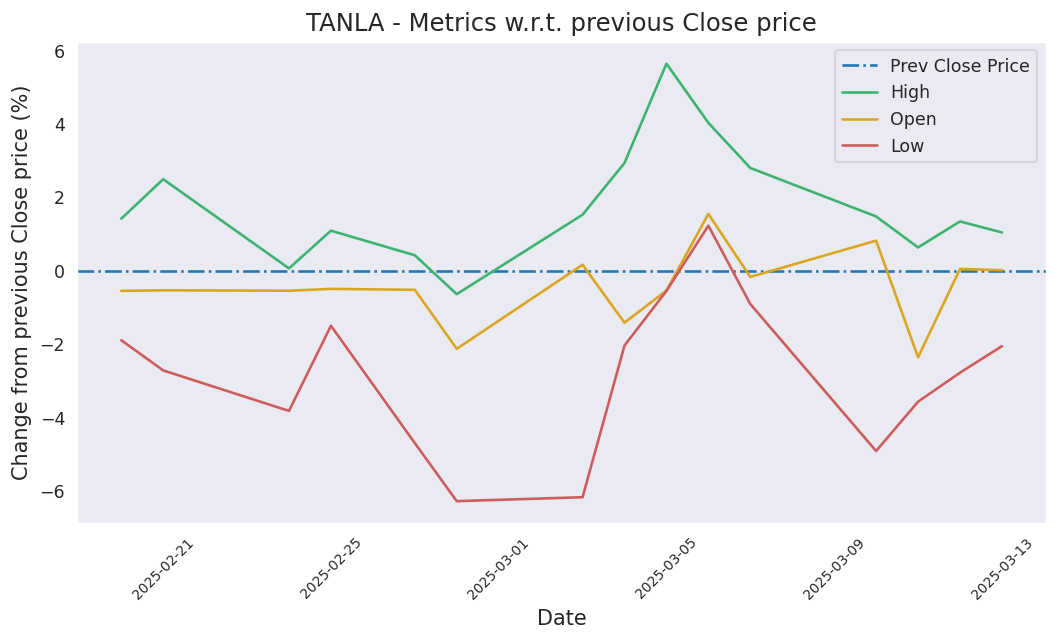 TANLA - Metrics w.r.t. previous Close price
Change from previous Close price (%)
6
4
2
0
−2
−4
−6
Prev Close Price
High
Open
Low
2025-02-21
2025-02-25
2025-03-01
2025-03-05
2025-03-09
2025-03-13
Date